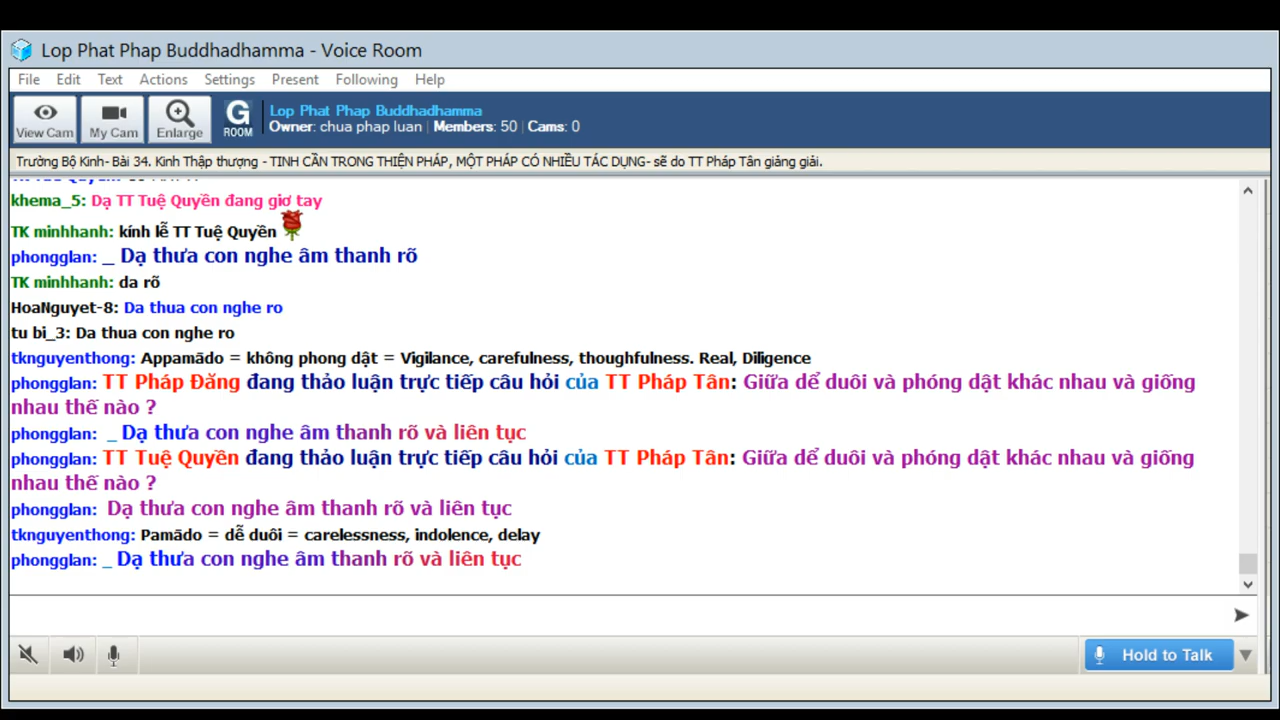 Lop Phat Phap Buddhadhamma - Voice Room
File Edit Text Actions Settings Present Following Help
View Cam My Cam Enlarge G ROOM
Lop Phat Phap Buddhadhamma
Owner: chua phap luan | Members: 50 | Cams: 0
Trường Bộ Kinh- Bài 34. Kinh Thập thượng - TINH CẦN TRONG THIỆN PHÁP, MỘT PHÁP CÓ NHIỀU TÁC DỤNG- sẽ do TT Pháp Tân giảng giải.
khema_5: Dạ TT Tuệ Quyền đang giơ tay
TK minhhanh: kính lễ TT Tuệ Quyền
phongglan: _ Dạ thưa con nghe âm thanh rõ
TK minhhanh: da rõ
HoaNguyet-8: Da thua con nghe ro
tu bi_3: Da thua con nghe ro
tknguyenthong: Appamādo = không phong dật = Vigilance, carefulness, thoughfulness. Real, Diligence
phongglan: TT Pháp Đăng đang thảo luận trực tiếp câu hỏi của TT Pháp Tân: Giữa dể duôi và phóng dật khác nhau và giống
nhau thế nào ?
phongglan: _ Dạ thưa con nghe âm thanh rõ và liên tục
phongglan: TT Tuệ Quyền đang thảo luận trực tiếp câu hỏi của TT Pháp Tân: Giữa dể duôi và phóng dật khác nhau và giống
nhau thế nào ?
phongglan: Dạ thưa con nghe âm thanh rõ và liên tục
tknguyenthong: Pamādo = dễ duôi = carelessness, indolence, delay
phongglan: _ Dạ thưa con nghe âm thanh rõ và liên tục
Hold to Talk